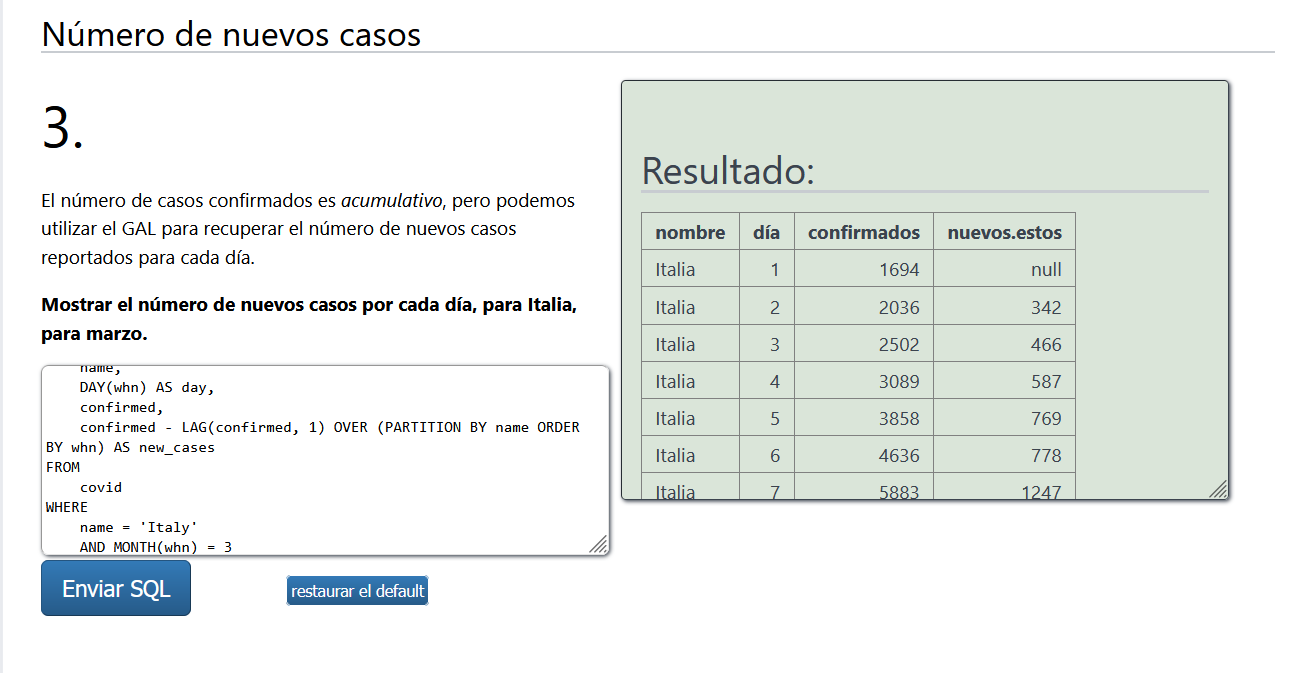 Número de nuevos casos
3.
El número de casos confirmados es acumulativo, pero podemos
utilizar el GAL para recuperar el número de nuevos casos
reportados para cada día.
Mostrar el número de nuevos casos por cada día, para Italia,
para marzo.
name,
DAY(whn) AS day,
confirmed,
confirmed - LAG(confirmed, 1) OVER (PARTITION BY name ORDER
BY whn) AS new_cases
FROM
covid
WHERE
name = 'Italy'
AND MONTH(whn) = 3
Enviar SQL
restaurar el default
Resultado:
nombre día confirmados nuevos.estos
Italia 1 1694 null
Italia 2 2036 342
Italia 3 2502 466
Italia 4 3089 587
Italia 5 3858 769
Italia 6 4636 778
Italia 7 5883 1247